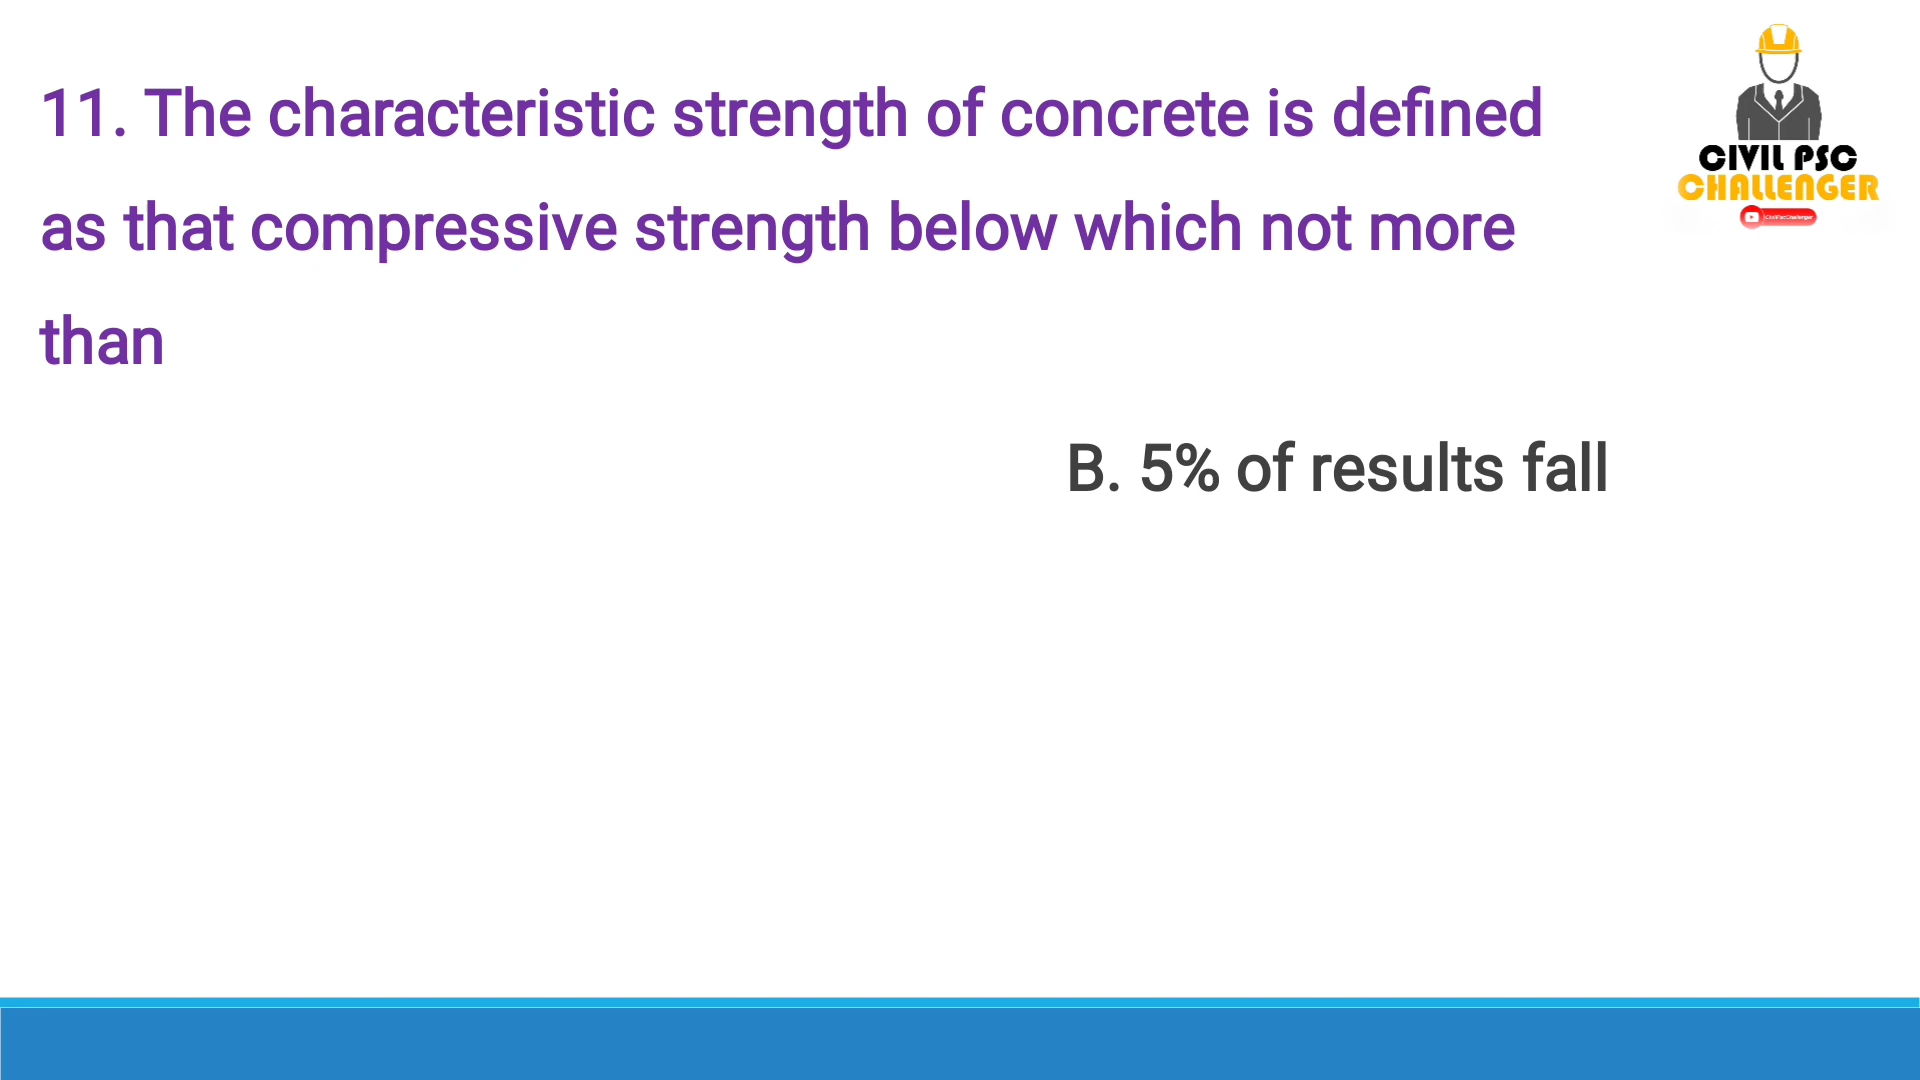 11. The characteristic strength of concrete is defined
as that compressive strength below which not more
than
B. 5% of results fall
CIVIL PSC
CHALLENGER